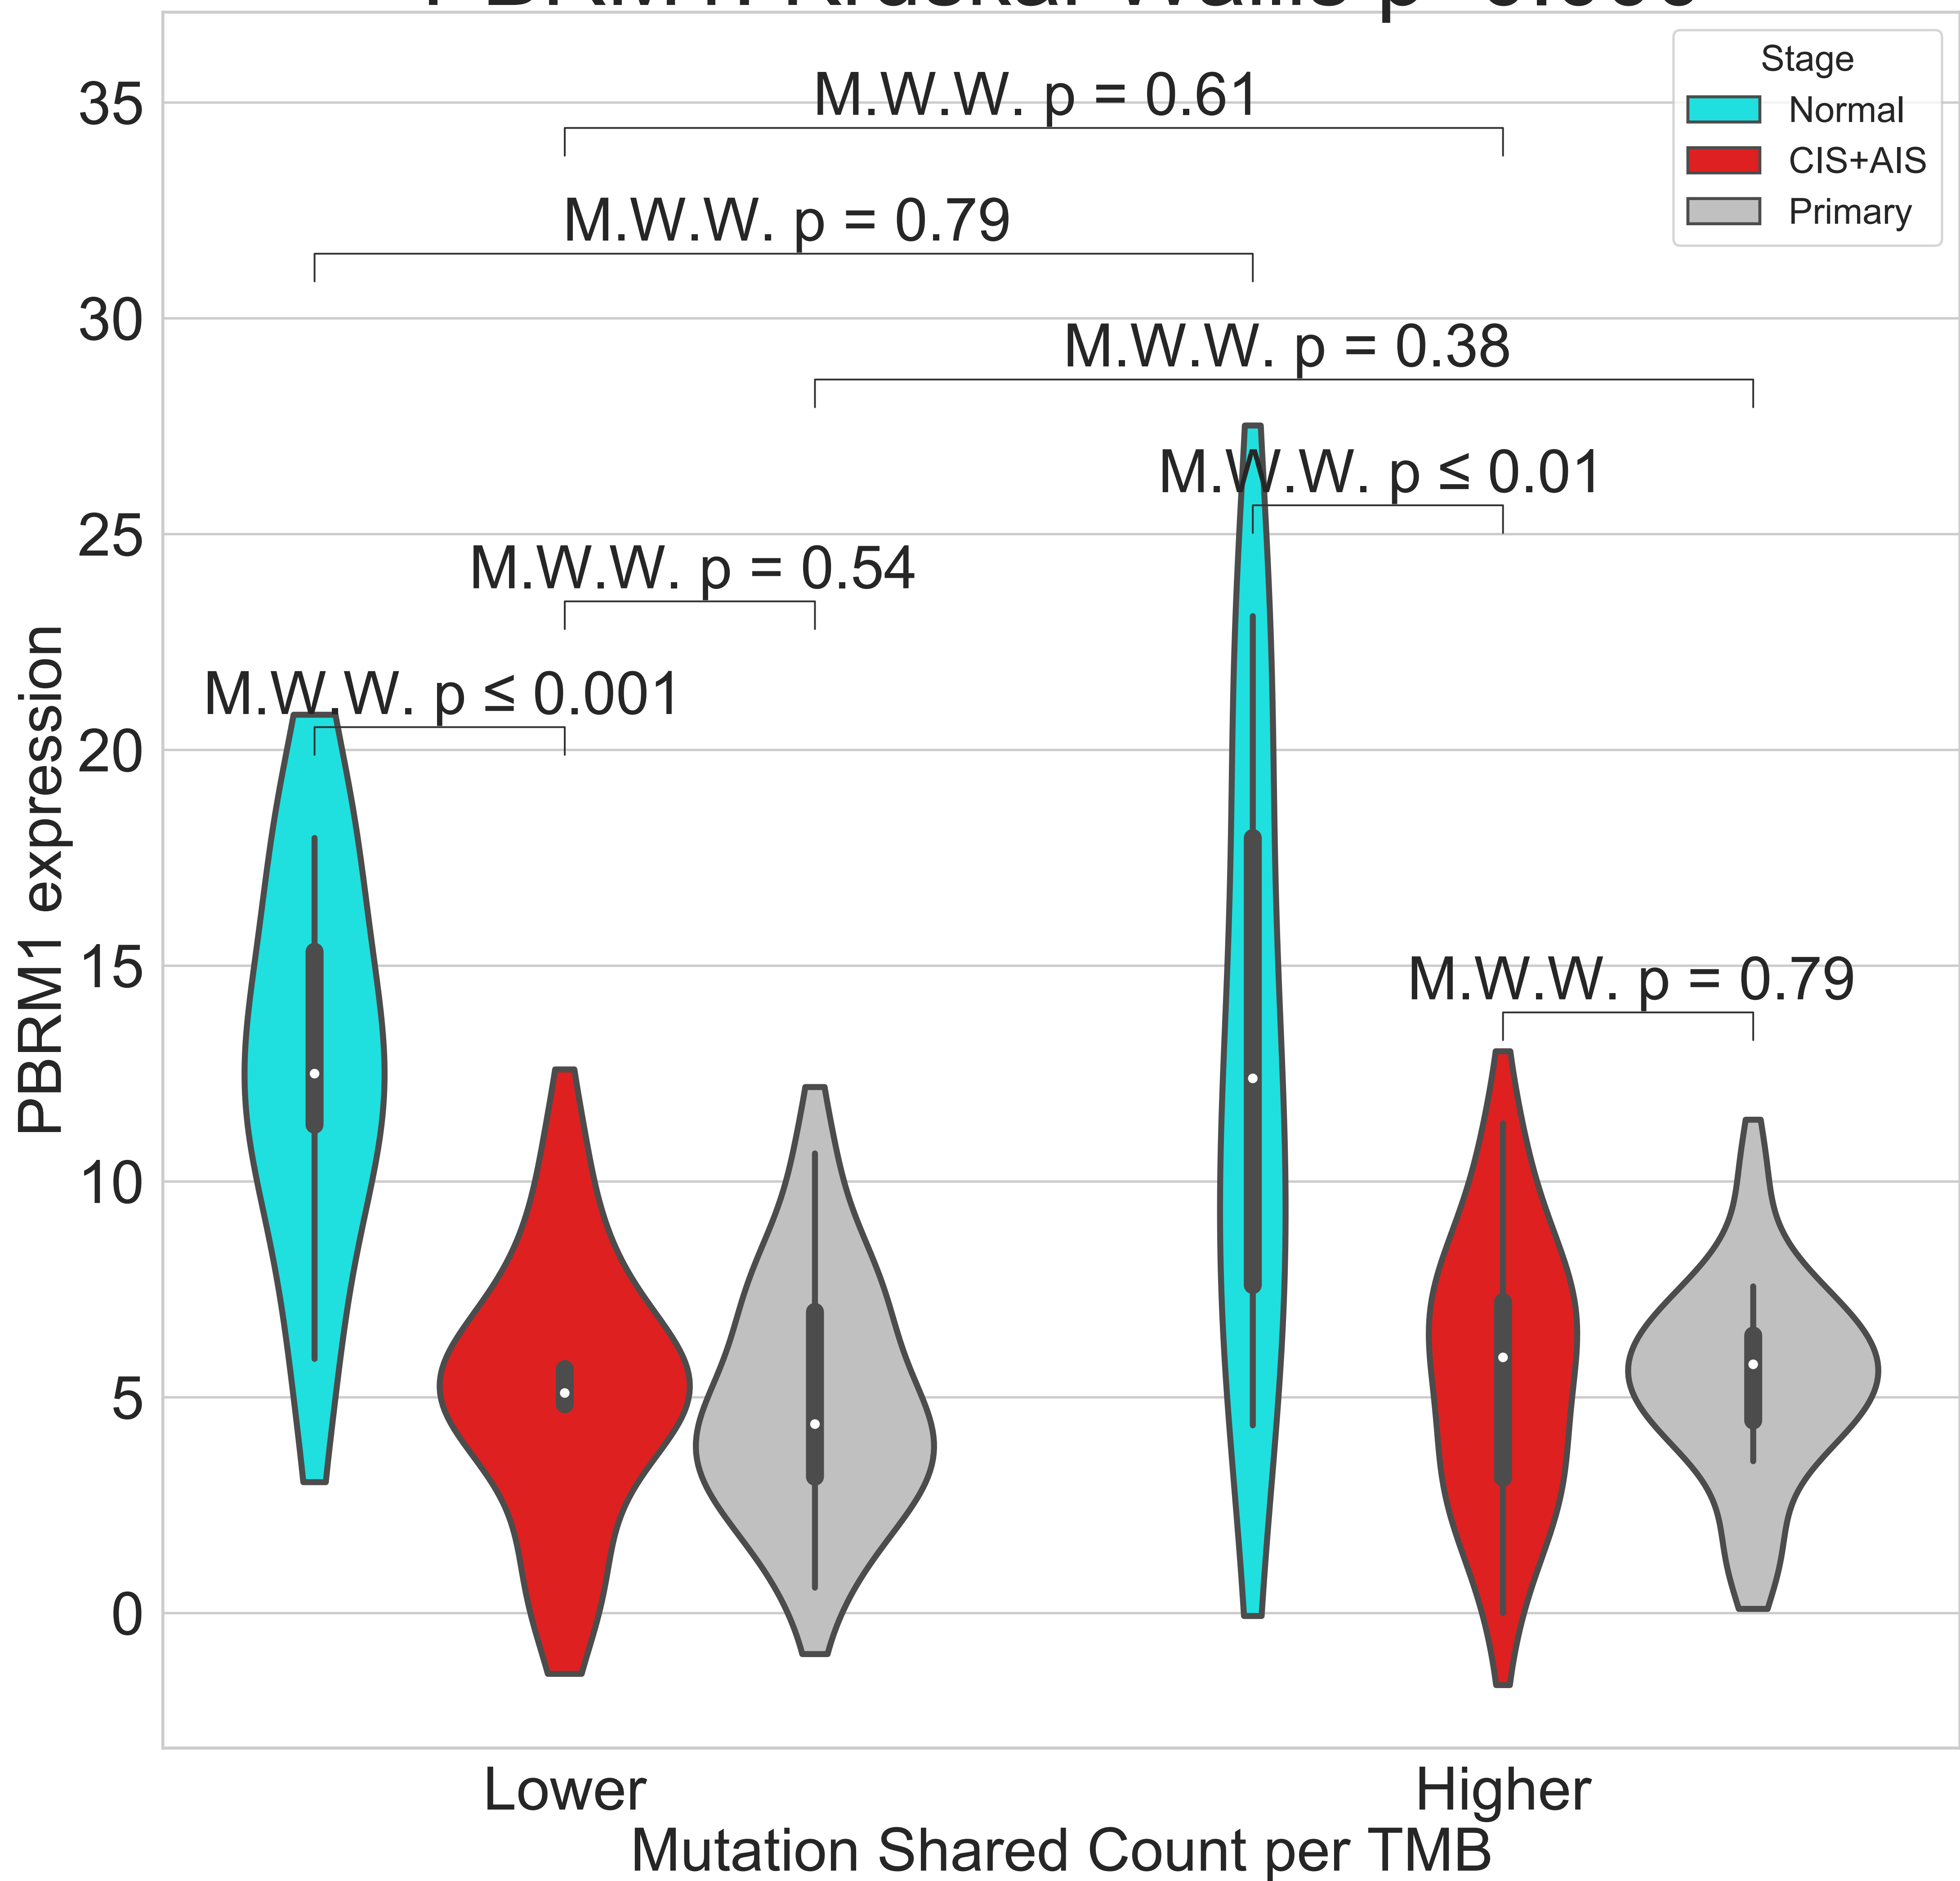 Stage
Normal
CIS+AIS
Primary
M.W.W. p = 0.61
M.W.W. p = 0.79
M.W.W. p = 0.38
M.W.W. p ≤ 0.01
M.W.W. p = 0.54
M.W.W. p ≤ 0.001
M.W.W. p = 0.79
35
30
25
20
15
10
5
0
PBRM1 expression
Lower
Higher
Mutation Shared Count per TMB